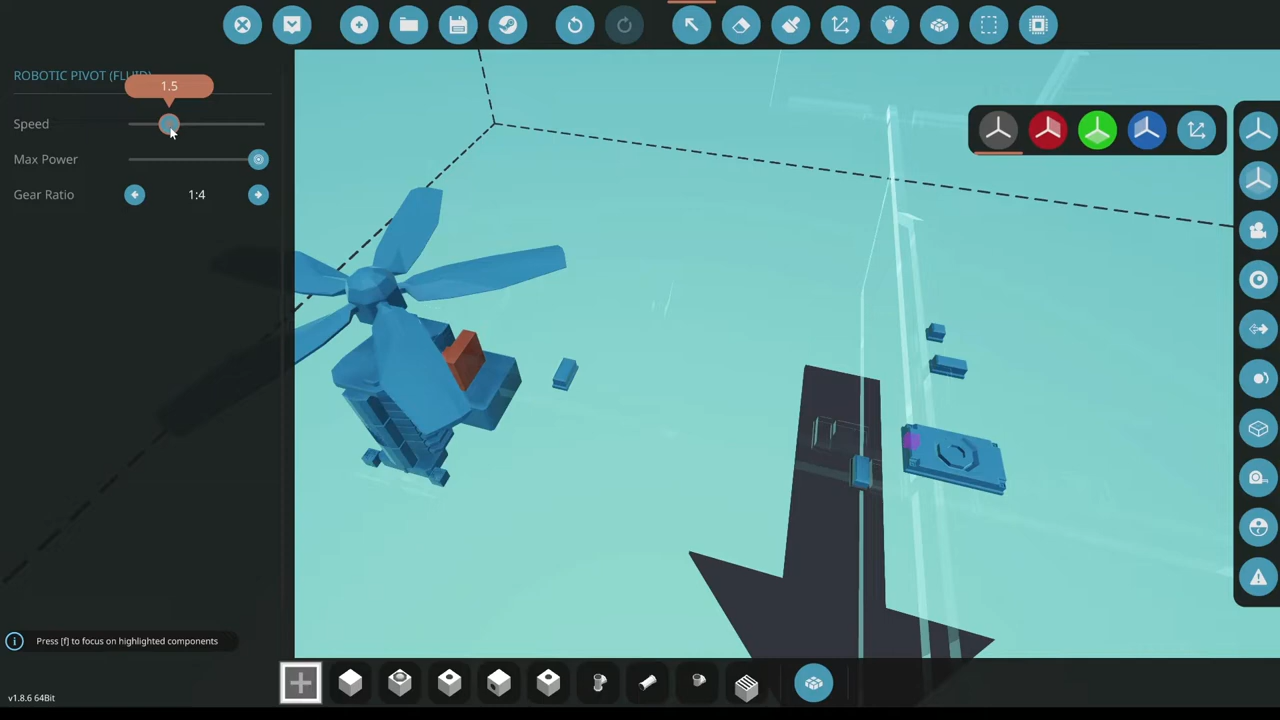 ROBOTIC PIVOT (FLUID)
1.5
Speed
Max Power
Gear Ratio
1:4
Press [f] to focus on highlighted components
v1.8.6 64Bit